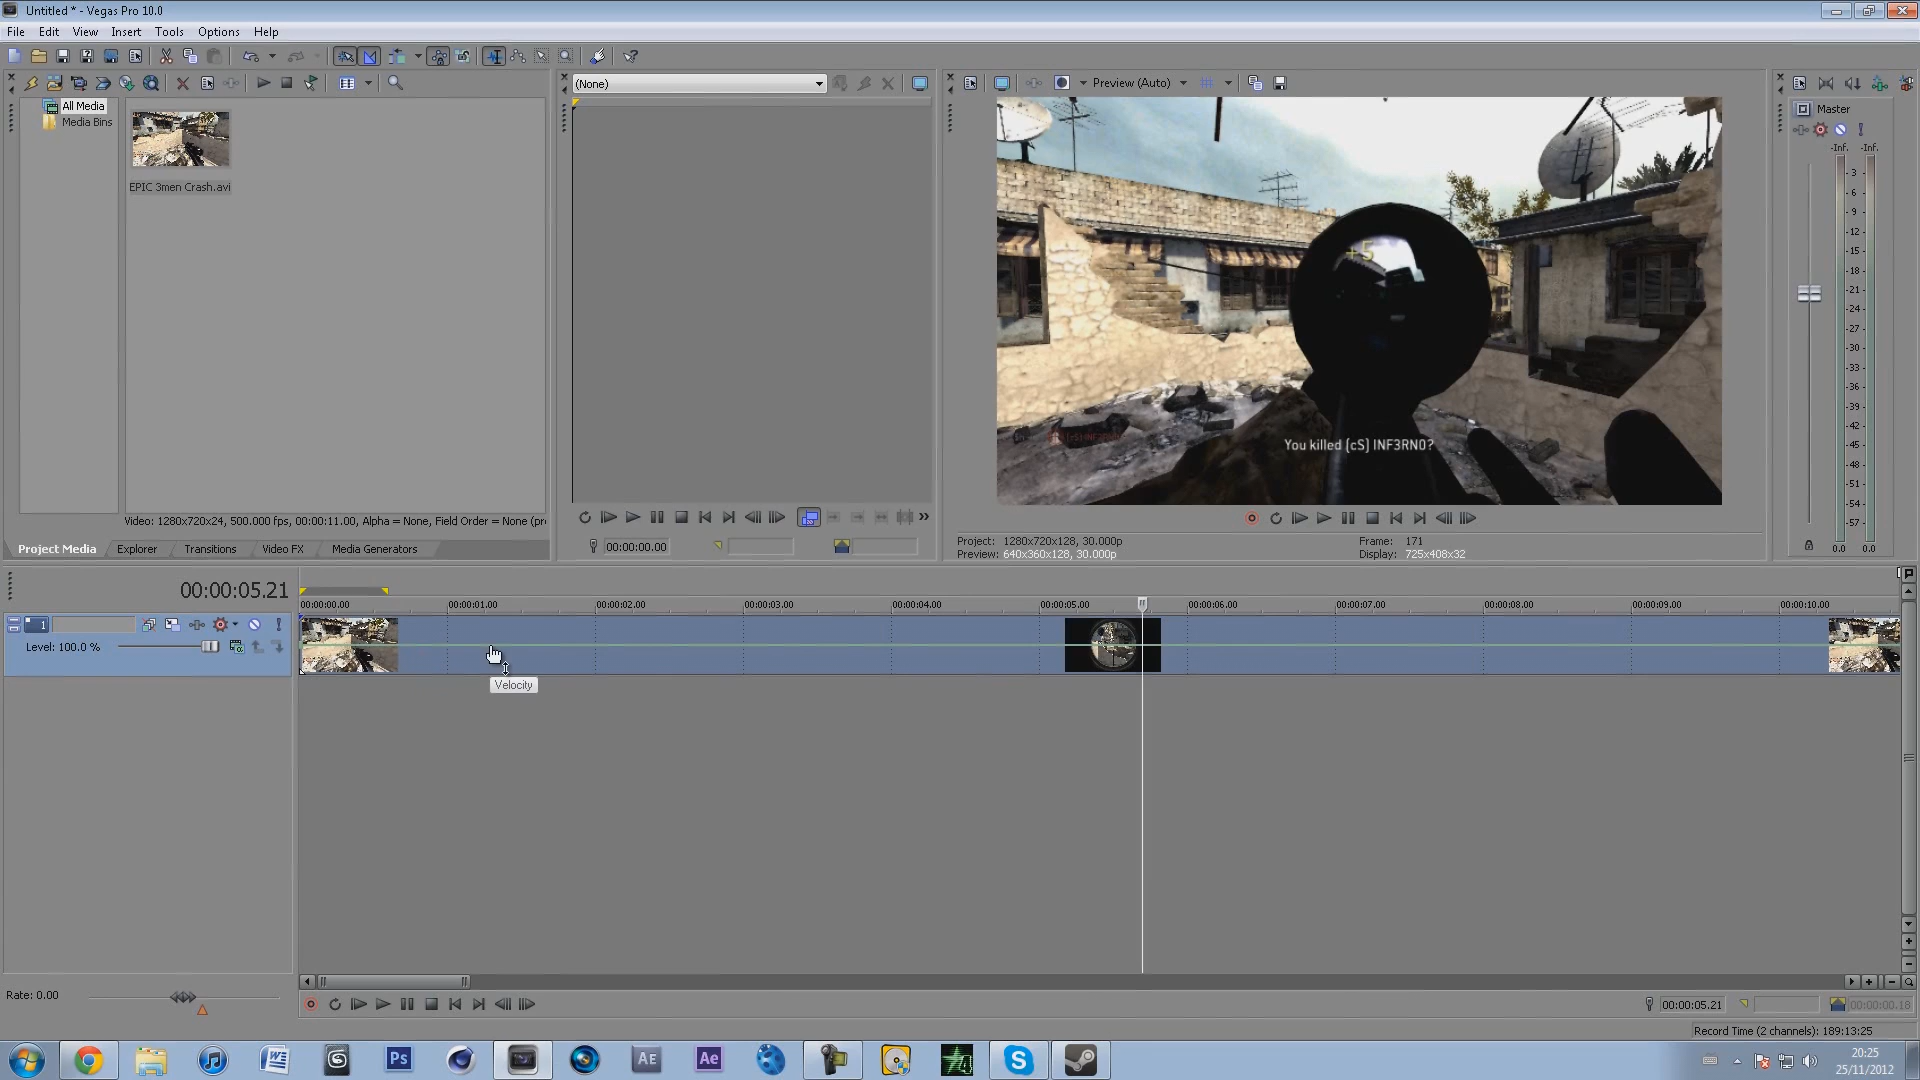 Untitled * - Vegas Pro 10.0
File Edit View Insert Tools Options Help
(None)
Preview (Auto)
All Media
Media Bins
EPIC 3men Crash.avi
Master
-Inf. -Inf.
- 3 -
- 6 -
- 9 -
- 12 -
- 15 -
- 18 -
- 21 -
- 24 -
- 27 -
- 30 -
- 33 -
- 36 -
- 39 -
- 42 -
- 45 -
- 48 -
- 51 -
- 54 -
- 57 -
0.0 0.0
+5
You killed [cS] INF3RN0?
Video: 1280x720x24, 500.000 fps, 00:00:11.00, Alpha = None, Field Order = None (pro
Project Media Explorer Transitions Video FX Media Generators
00:00:00.00
Project: 1280x720x128, 30.000p
Frame: 171
Preview: 640x360x128, 30.000p
Display: 725x408x32
00:00:05.21
00:00:00.00 00:00:01.00 00:00:02.00 00:00:03.00 00:00:04.00 00:00:05.00 00:00:06.00 00:00:07.00 00:00:08.00 00:00:09.00 00:00:10.00
1
Level: 100.0 %
Velocity
Rate: 0.00
00:00:05.21
00:00:00.18
Record Time (2 channels): 189:13:25
Ps
AE
Ae
20:25
25/11/2012